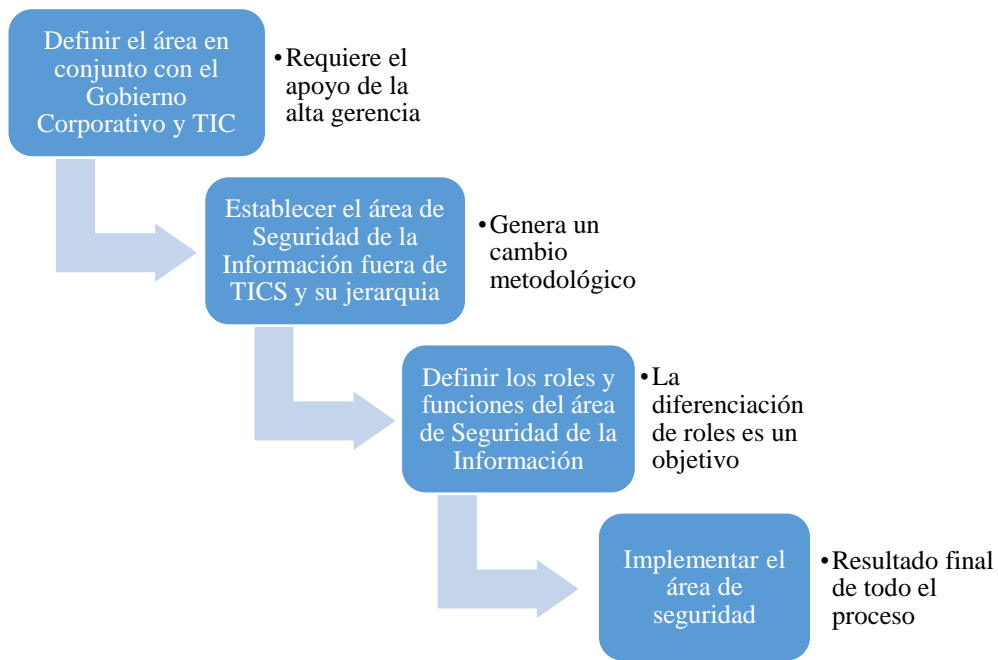 Definir el área en
conjunto con el
Gobierno
Corporativo y TIC
•Requiere el
apoyo de la
alta gerencia
Establecer el área de
Seguridad de la
Información fuera de
TICS y su jerarquia
•Genera un
cambio
metodológico
Definir los roles y
funciones del área
de Seguridad de la
Información
•La
diferenciación
de roles es un
objetivo
Implementar el
área de
seguridad
•Resultado final
de todo el
proceso